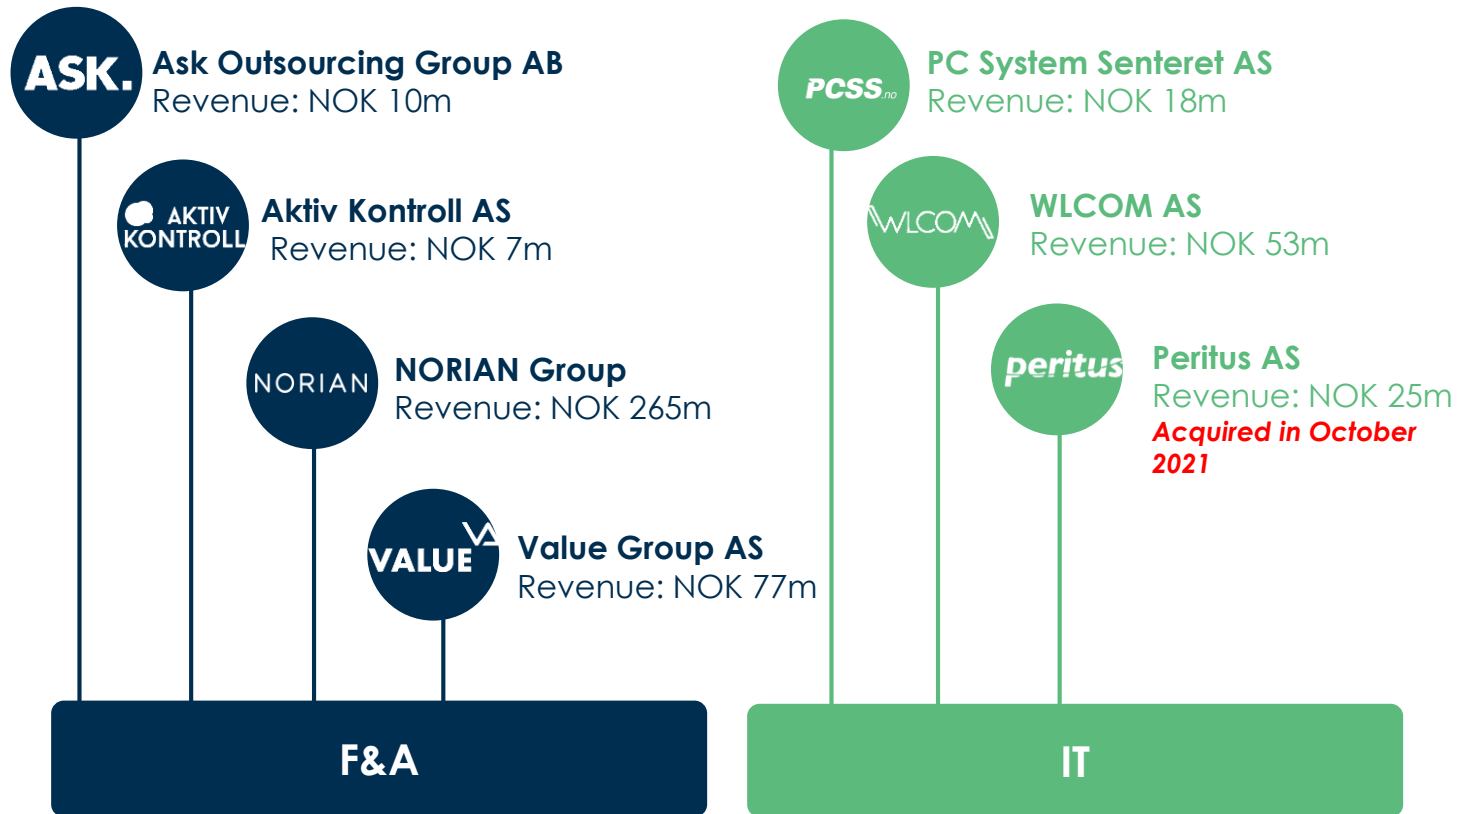 ASK.
Ask Outsourcing Group AB
Revenue: NOK 10m
AKTIV
KONTROLL
Aktiv Kontroll AS
Revenue: NOK 7m
NORIAN
NORIAN Group
Revenue: NOK 265m
VALUE
Value Group AS
Revenue: NOK 77m
F&A
PCSS.no
PC System Senteret AS
Revenue: NOK 18m
WLCOM
WLCOM AS
Revenue: NOK 53m
peritus
Peritus AS
Revenue: NOK 25m
Acquired in October
2021
IT